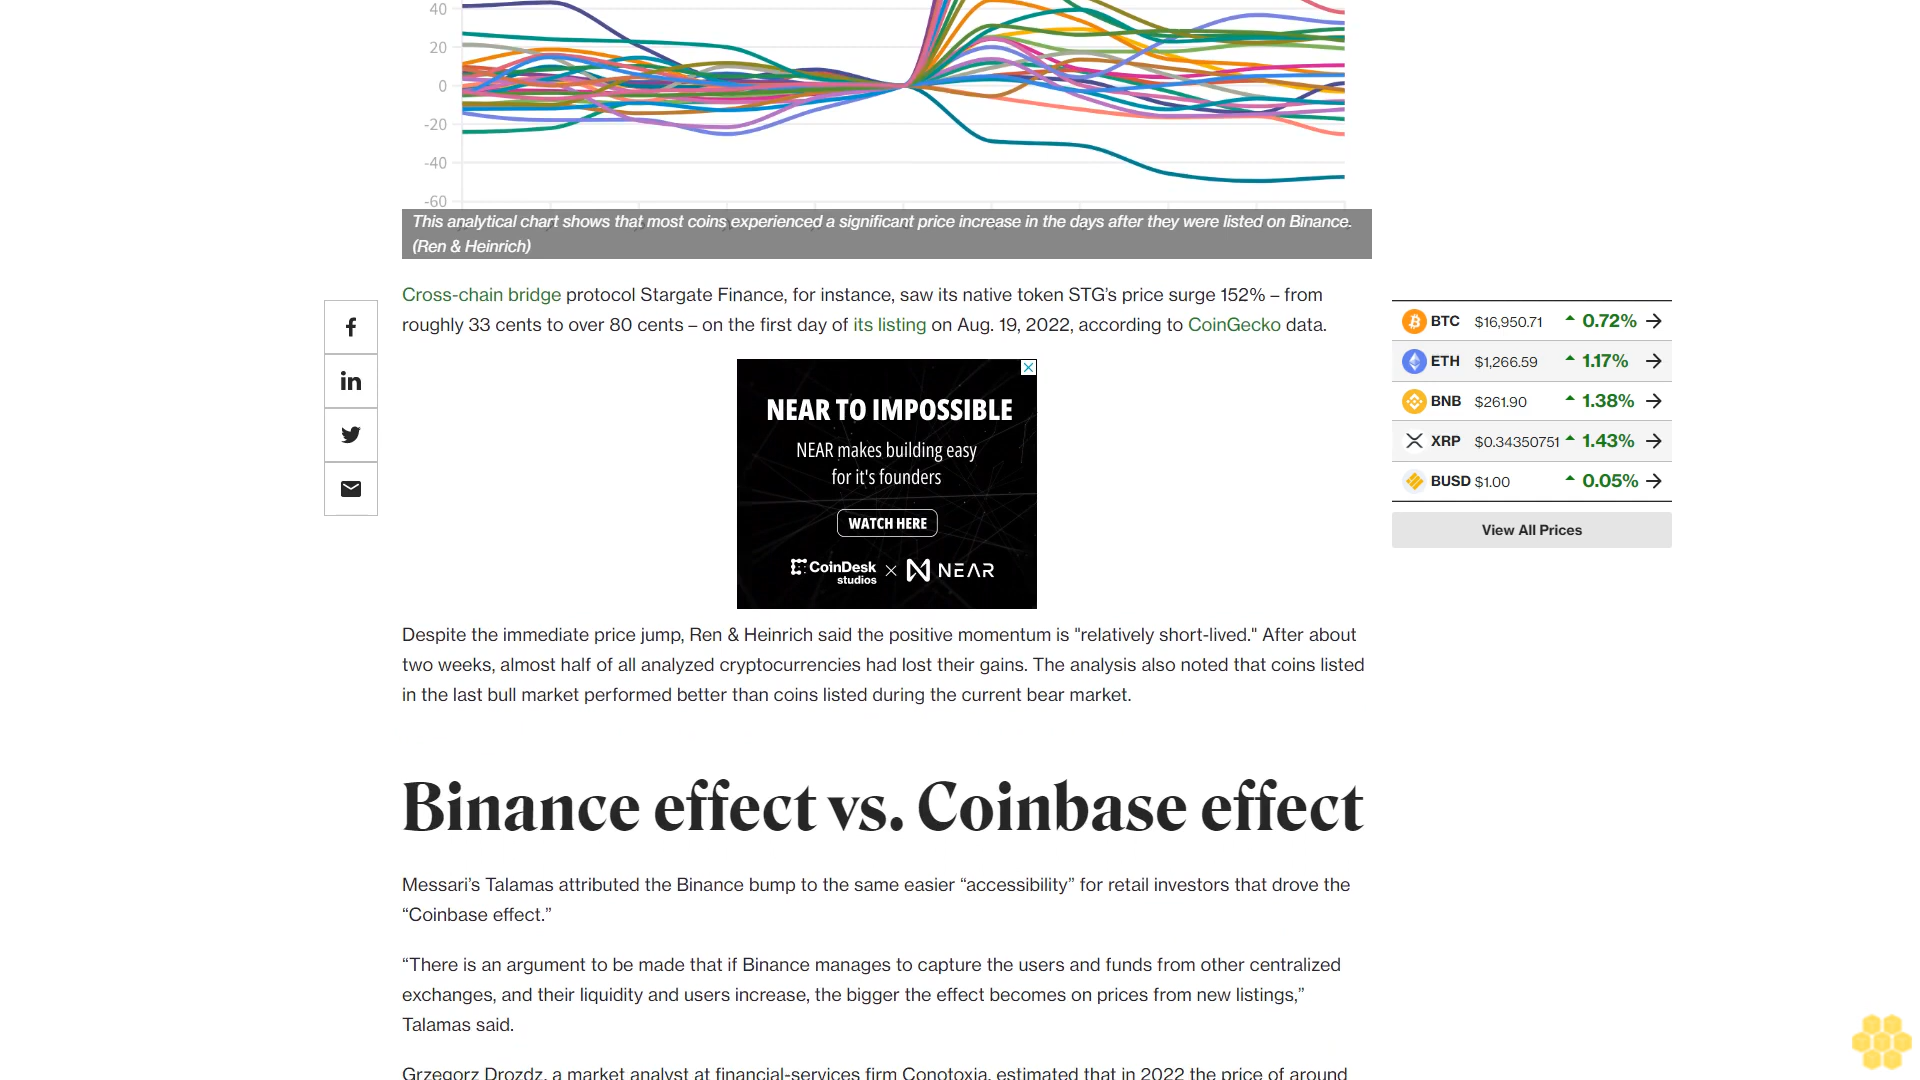 40
20
0
-20
-40
-60
This analytical chart shows that most coins experienced a significant price increase in the days after they were listed on Binance.
(Ren & Heinrich)
Cross-chain bridge protocol Stargate Finance, for instance, saw its native token STG’s price surge 152% – from
roughly 33 cents to over 80 cents – on the first day of its listing on Aug. 19, 2022, according to CoinGecko data.
NEAR TO IMPOSSIBLE
NEAR makes building easy
for it's founders
WATCH HERE
CoinDesk
studios
NEAR
BTC $16,950.71 0.72%
ETH $1,266.59 1.17%
BNB $261.90 1.38%
XRP $0.34350751 1.43%
BUSD $1.00 0.05%
View All Prices
Despite the immediate price jump, Ren & Heinrich said the positive momentum is "relatively short-lived." After about
two weeks, almost half of all analyzed cryptocurrencies had lost their gains. The analysis also noted that coins listed
in the last bull market performed better than coins listed during the current bear market.
Binance effect vs. Coinbase effect
Messari’s Talamas attributed the Binance bump to the same easier “accessibility” for retail investors that drove the
“Coinbase effect.”
“There is an argument to be made that if Binance manages to capture the users and funds from other centralized
exchanges, and their liquidity and users increase, the bigger the effect becomes on prices from new listings,”
Talamas said.
Grzegorz Drozdz, a market analyst at financial-services firm Conotoxia, estimated that in 2022 the price of around